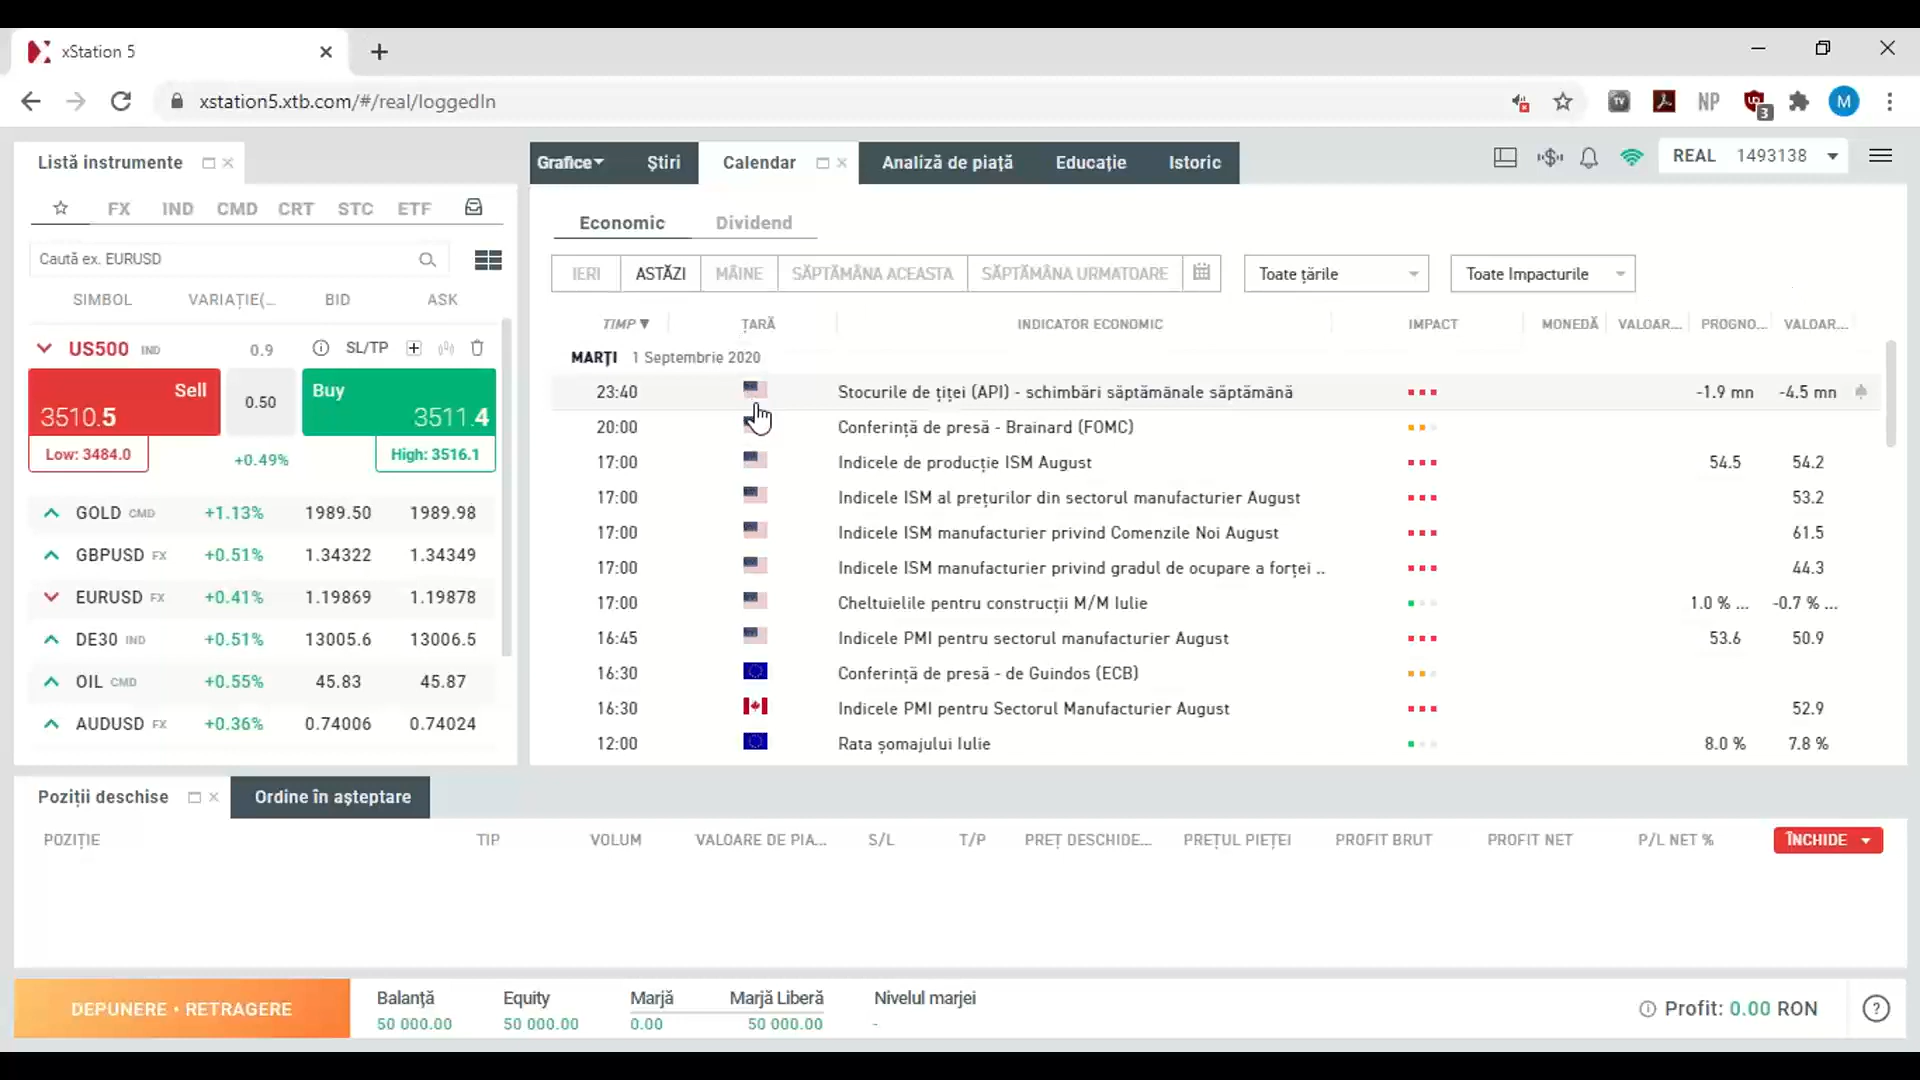 xStation 5
xstation5.xtb.com/#/real/loggedIn
TV
NP
3
M
Listă instrumente
Grafice
Știri
Calendar
Analiză de piață
Educație
Istoric
REAL 1493138
FX IND CMD CRT STC ETF
Caută ex. EURUSD
SIMBOL VARIAȚIE(... BID ASK
US500 IND 0.9 SL/TP
Sell 3510.5
0.50
Buy 3511.4
Low: 3484.0
+0.49%
High: 3516.1
GOLD CMD +1.13% 1989.50 1989.98
GBPUSD FX +0.51% 1.34322 1.34349
EURUSD FX +0.41% 1.19869 1.19878
DE30 IND +0.51% 13005.6 13006.5
OIL CMD +0.55% 45.83 45.87
AUDUSD FX +0.36% 0.74006 0.74024
Economic Dividend
IERI ASTĂZI MÂINE SĂPTĂMÂNA ACEASTA SĂPTĂMÂNA URMATOARE Toate țările Toate Impacturile
TIMP ▼ ȚARĂ INDICATOR ECONOMIC IMPACT MONEDĂ VALOAR... PROGNO... VALOAR...
MARȚI 1 Septembrie 2020
23:40 Stocurile de țiței (API) - schimbări săptămânale săptămână -1.9 mn -4.5 mn
20:00 Conferință de presă - Brainard (FOMC)
17:00 Indicele de producție ISM August 54.5 54.2
17:00 Indicele ISM al prețurilor din sectorul manufacturier August 53.2
17:00 Indicele ISM manufacturier privind Comenzile Noi August 61.5
17:00 Indicele ISM manufacturier privind gradul de ocupare a forței .. 44.3
17:00 Cheltuielile pentru construcții M/M Iulie 1.0 % ... -0.7 % ...
16:45 Indicele PMI pentru sectorul manufacturier August 53.6 50.9
16:30 Conferință de presă - de Guindos (ECB)
16:30 Indicele PMI pentru Sectorul Manufacturier August 52.9
12:00 Rata șomajului Iulie 8.0 % 7.8 %
Poziții deschise
Ordine în așteptare
POZIȚIE TIP VOLUM VALOARE DE PIA... S/L T/P PREȚ DESCHIDE... PREȚUL PIEȚEI PROFIT BRUT PROFIT NET P/L NET % ÎNCHIDE
DEPUNERE • RETRAGERE
Balanță Equity Marjă Marjă Liberă Nivelul marjei
50 000.00 50 000.00 0.00 50 000.00 -
Profit: 0.00 RON
?